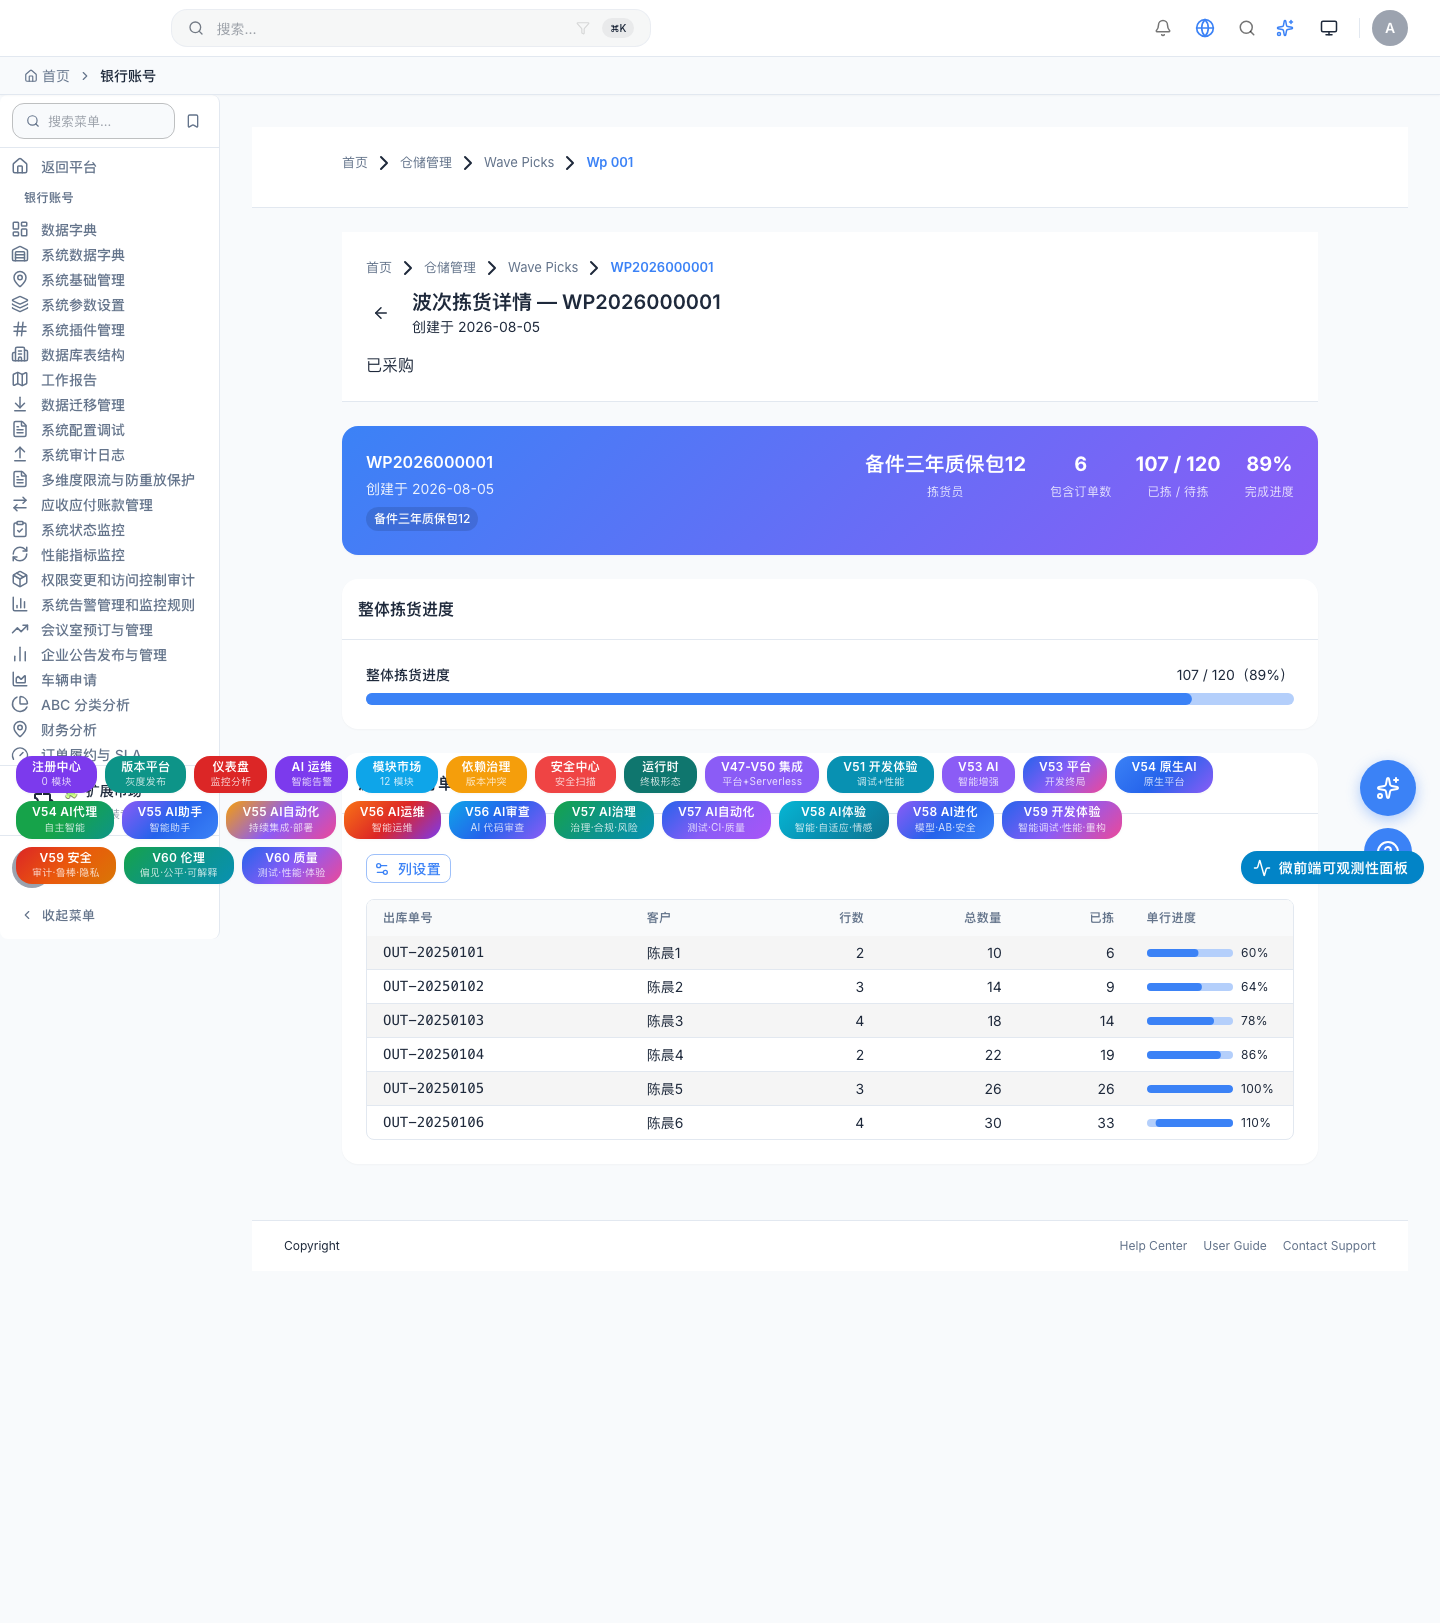 搜索...
⌘K
A
首页
银行账号
搜索菜单...
返回平台
银行账号
数据字典
系统数据字典
系统基础管理
系统参数设置
系统插件管理
数据库表结构
工作报告
数据迁移管理
系统配置调试
系统审计日志
多维度限流与防重放保护
应收应付账款管理
系统状态监控
性能指标监控
权限变更和访问控制审计
系统告警管理和监控规则
会议室预订与管理
企业公告发布与管理
车辆申请
ABC 分类分析
财务分析
订单履约与 SLA
收起菜单
首页 仓储管理 Wave Picks Wp 001
首页 仓储管理 Wave Picks WP2026000001
波次拣货详情 — WP2026000001
创建于 2026-08-05
已采购
WP2026000001
创建于 2026-08-05
备件三年质保包12
备件三年质保包12 6 107 / 120 89%
拣货员 包含订单数 已拣 / 待拣 完成进度
整体拣货进度
整体拣货进度 107 / 120（89%）
注册中心 版本平台 仪表盘 AI 运维 模块市场 依赖治理 安全中心 运行时 V47-V50 集成 V51 开发体验 V53 AI V53 平台 V54 原生AI
0 模块 灰度发布 监控分析 智能告警 12 模块 版本冲突 安全扫描 终极形态 平台+Serverless 调试+性能 智能增强 开发终局 原生平台
V54 AI代理 V55 AI助手 V55 AI自动化 V56 AI运维 V56 AI审查 V57 AI治理 V57 AI自动化 V58 AI体验 V58 AI进化 V59 开发体验
自主智能 智能助手 持续集成·部署 智能运维 AI 代码审查 治理·合规·风险 测试·CI·质量 智能·自适应·情感 模型·AB·安全 智能调试·性能·重构
V59 安全 V60 伦理 V60 质量
审计·鲁棒·隐私 偏见·公平·可解释 测试·性能·体验
列设置
微前端可观测性面板
出库单号 客户 行数 总数量 已拣 单行进度
OUT-20250101 陈晨1 2 10 6 60%
OUT-20250102 陈晨2 3 14 9 64%
OUT-20250103 陈晨3 4 18 14 78%
OUT-20250104 陈晨4 2 22 19 86%
OUT-20250105 陈晨5 3 26 26 100%
OUT-20250106 陈晨6 4 30 33 110%
Copyright
Help Center User Guide Contact Support